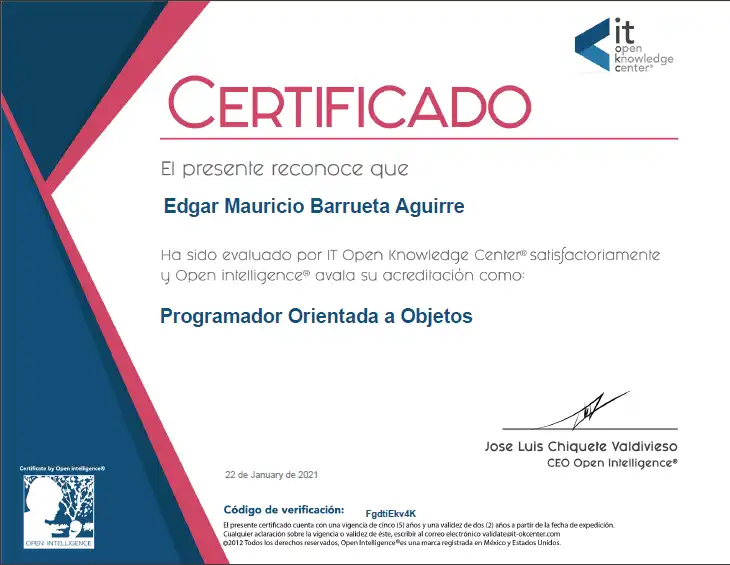 it
open
knowledge
center®
CERTIFICADO
El presente reconoce que
Edgar Mauricio Barrueta Aguirre
Ha sido evaluado por IT Open Knowledge Center® satisfactoriamente
y Open intelligence® avala su acreditación como:
Programador Orientada a Objetos
Jose Luis Chiquete Valdivieso
CEO Open Intelligence®
Certificate by Open intelligence®
OPEN INTELLIGENCE
22 de January de 2021
Código de verificación: FgdtiEkv4K
El presente certificado cuenta con una vigencia de cinco (5) años y una validez de dos (2) años a partir de la fecha de expedición.
Cualquier aclaración sobre la vigencia o validez de éste, escribir al correo electrónico validate@it-okcenter.com
©2012 Todos los derechos reservados, Open Intelligence®es una marca registrada en México y Estados Unidos.